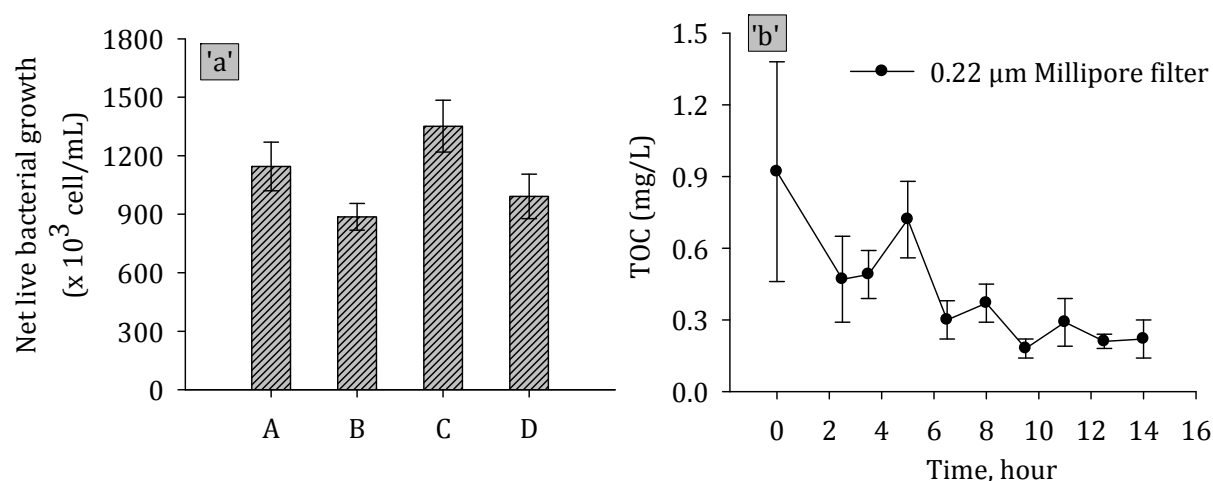 Net live bacterial growth
(x 10³ cell/mL)
1800
1500
1200
900
600
300
0
'a'
A B C D
TOC (mg/L)
1.5
1.2
0.9
0.6
0.3
0.0
'b'
0.22 µm Millipore filter
0 2 4 6 8 10 12 14 16
Time, hour